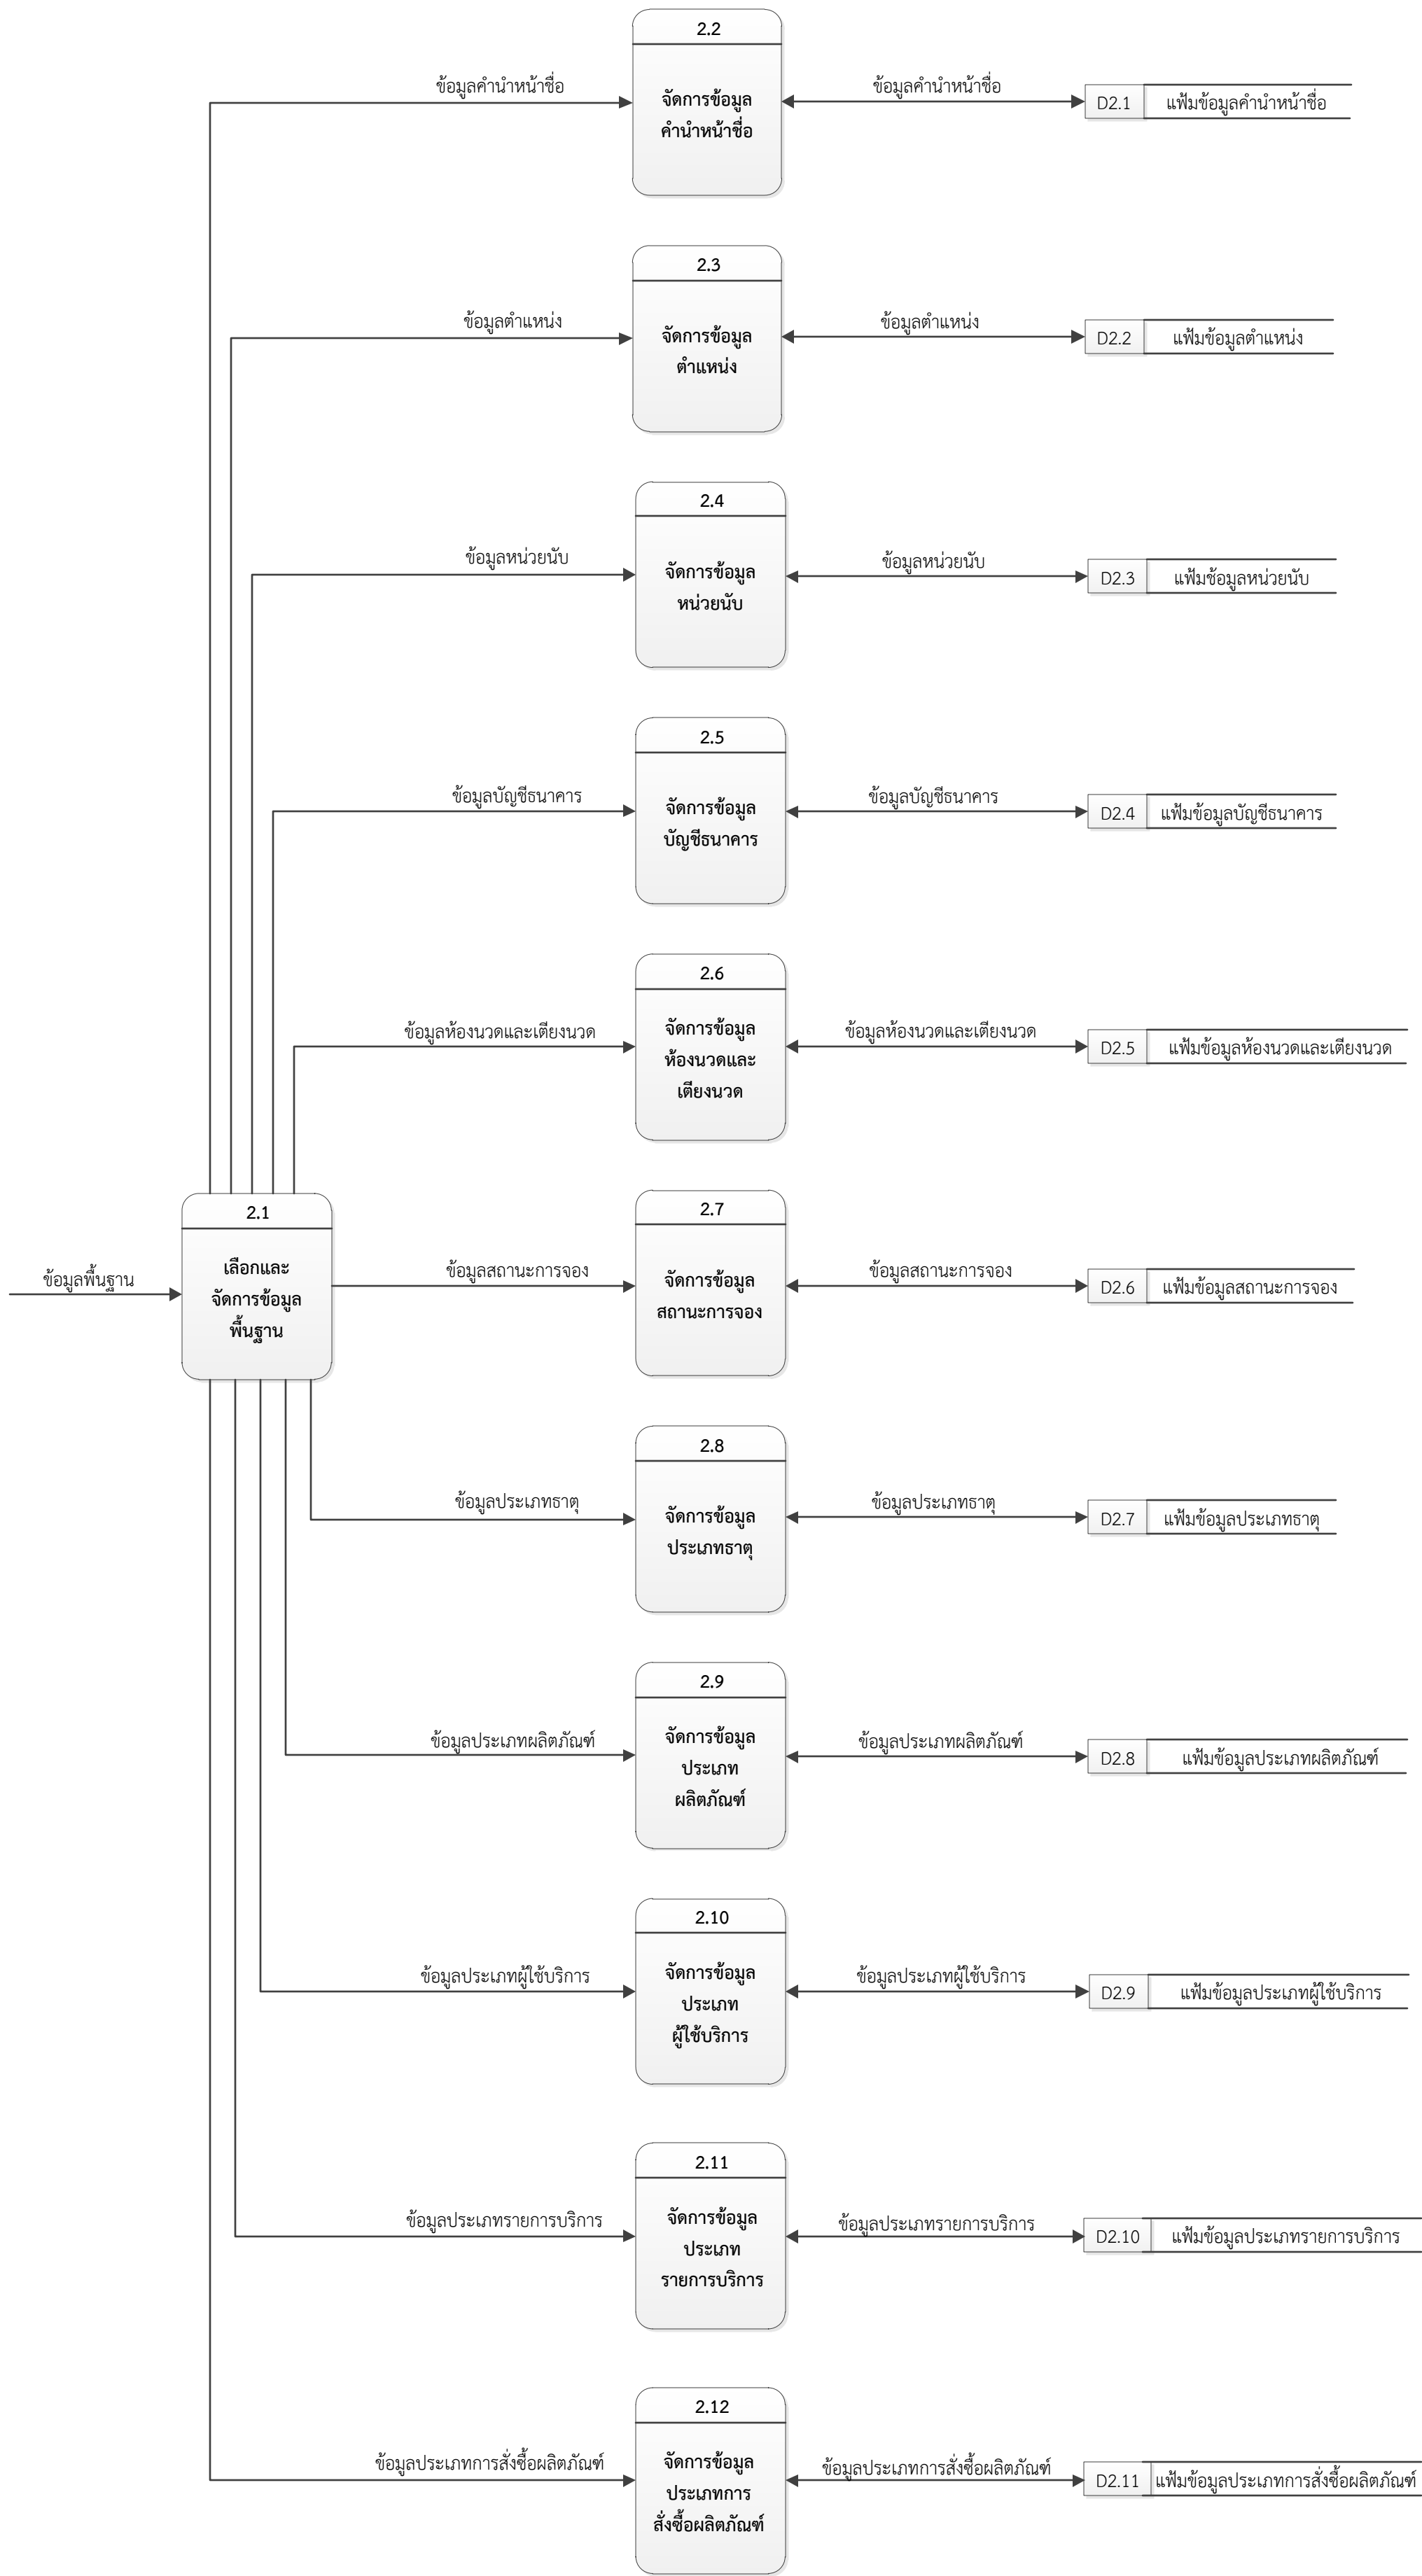 2.2
ข้อมูลคำนำหน้าชื่อ
จัดการข้อมูล
คำนำหน้าชื่อ
ข้อมูลคำนำหน้าชื่อ
D2.1
แฟ้มข้อมูลคำนำหน้าชื่อ
2.3
ข้อมูลตำแหน่ง
จัดการข้อมูล
ตำแหน่ง
ข้อมูลตำแหน่ง
D2.2
แฟ้มข้อมูลตำแหน่ง
2.4
ข้อมูลหน่วยนับ
จัดการข้อมูล
หน่วยนับ
ข้อมูลหน่วยนับ
D2.3
แฟ้มช้อมูลหน่วยนับ
2.5
ข้อมูลบัญชีธนาคาร
จัดการข้อมูล
บัญชีธนาคาร
ข้อมูลบัญชีธนาคาร
D2.4
แฟ้มข้อมูลบัญชีธนาคาร
2.6
ข้อมูลห้องนวดและเตียงนวด
จัดการข้อมูล
ห้องนวดและ
เตียงนวด
ข้อมูลห้องนวดและเตียงนวด
D2.5
แฟ้มข้อมูลห้องนวดและเตียงนวด
ข้อมูลพื้นฐาน
2.1
เลือกและ
จัดการข้อมูล
พื้นฐาน
2.7
ข้อมูลสถานะการจอง
จัดการข้อมูล
สถานะการจอง
ข้อมูลสถานะการจอง
D2.6
แฟ้มข้อมูลสถานะการจอง
2.8
ข้อมูลประเภทธาตุ
จัดการข้อมูล
ประเภทธาตุ
ข้อมูลประเภทธาตุ
D2.7
แฟ้มข้อมูลประเภทธาตุ
2.9
ข้อมูลประเภทผลิตภัณฑ์
จัดการข้อมูล
ประเภท
ผลิตภัณฑ์
ข้อมูลประเภทผลิตภัณฑ์
D2.8
แฟ้มข้อมูลประเภทผลิตภัณฑ์
2.10
ข้อมูลประเภทผู้ใช้บริการ
จัดการข้อมูล
ประเภท
ผู้ใช้บริการ
ข้อมูลประเภทผู้ใช้บริการ
D2.9
แฟ้มข้อมูลประเภทผู้ใช้บริการ
2.11
ข้อมูลประเภทรายการบริการ
จัดการข้อมูล
ประเภท
รายการบริการ
ข้อมูลประเภทรายการบริการ
D2.10
แฟ้มข้อมูลประเภทรายการบริการ
2.12
ข้อมูลประเภทการสั่งซื้อผลิตภัณฑ์
จัดการข้อมูล
ประเภทการ
สั่งซื้อผลิตภัณฑ์
ข้อมูลประเภทการสั่งซื้อผลิตภัณฑ์
D2.11
แฟ้มข้อมูลประเภทการสั่งซื้อผลิตภัณฑ์